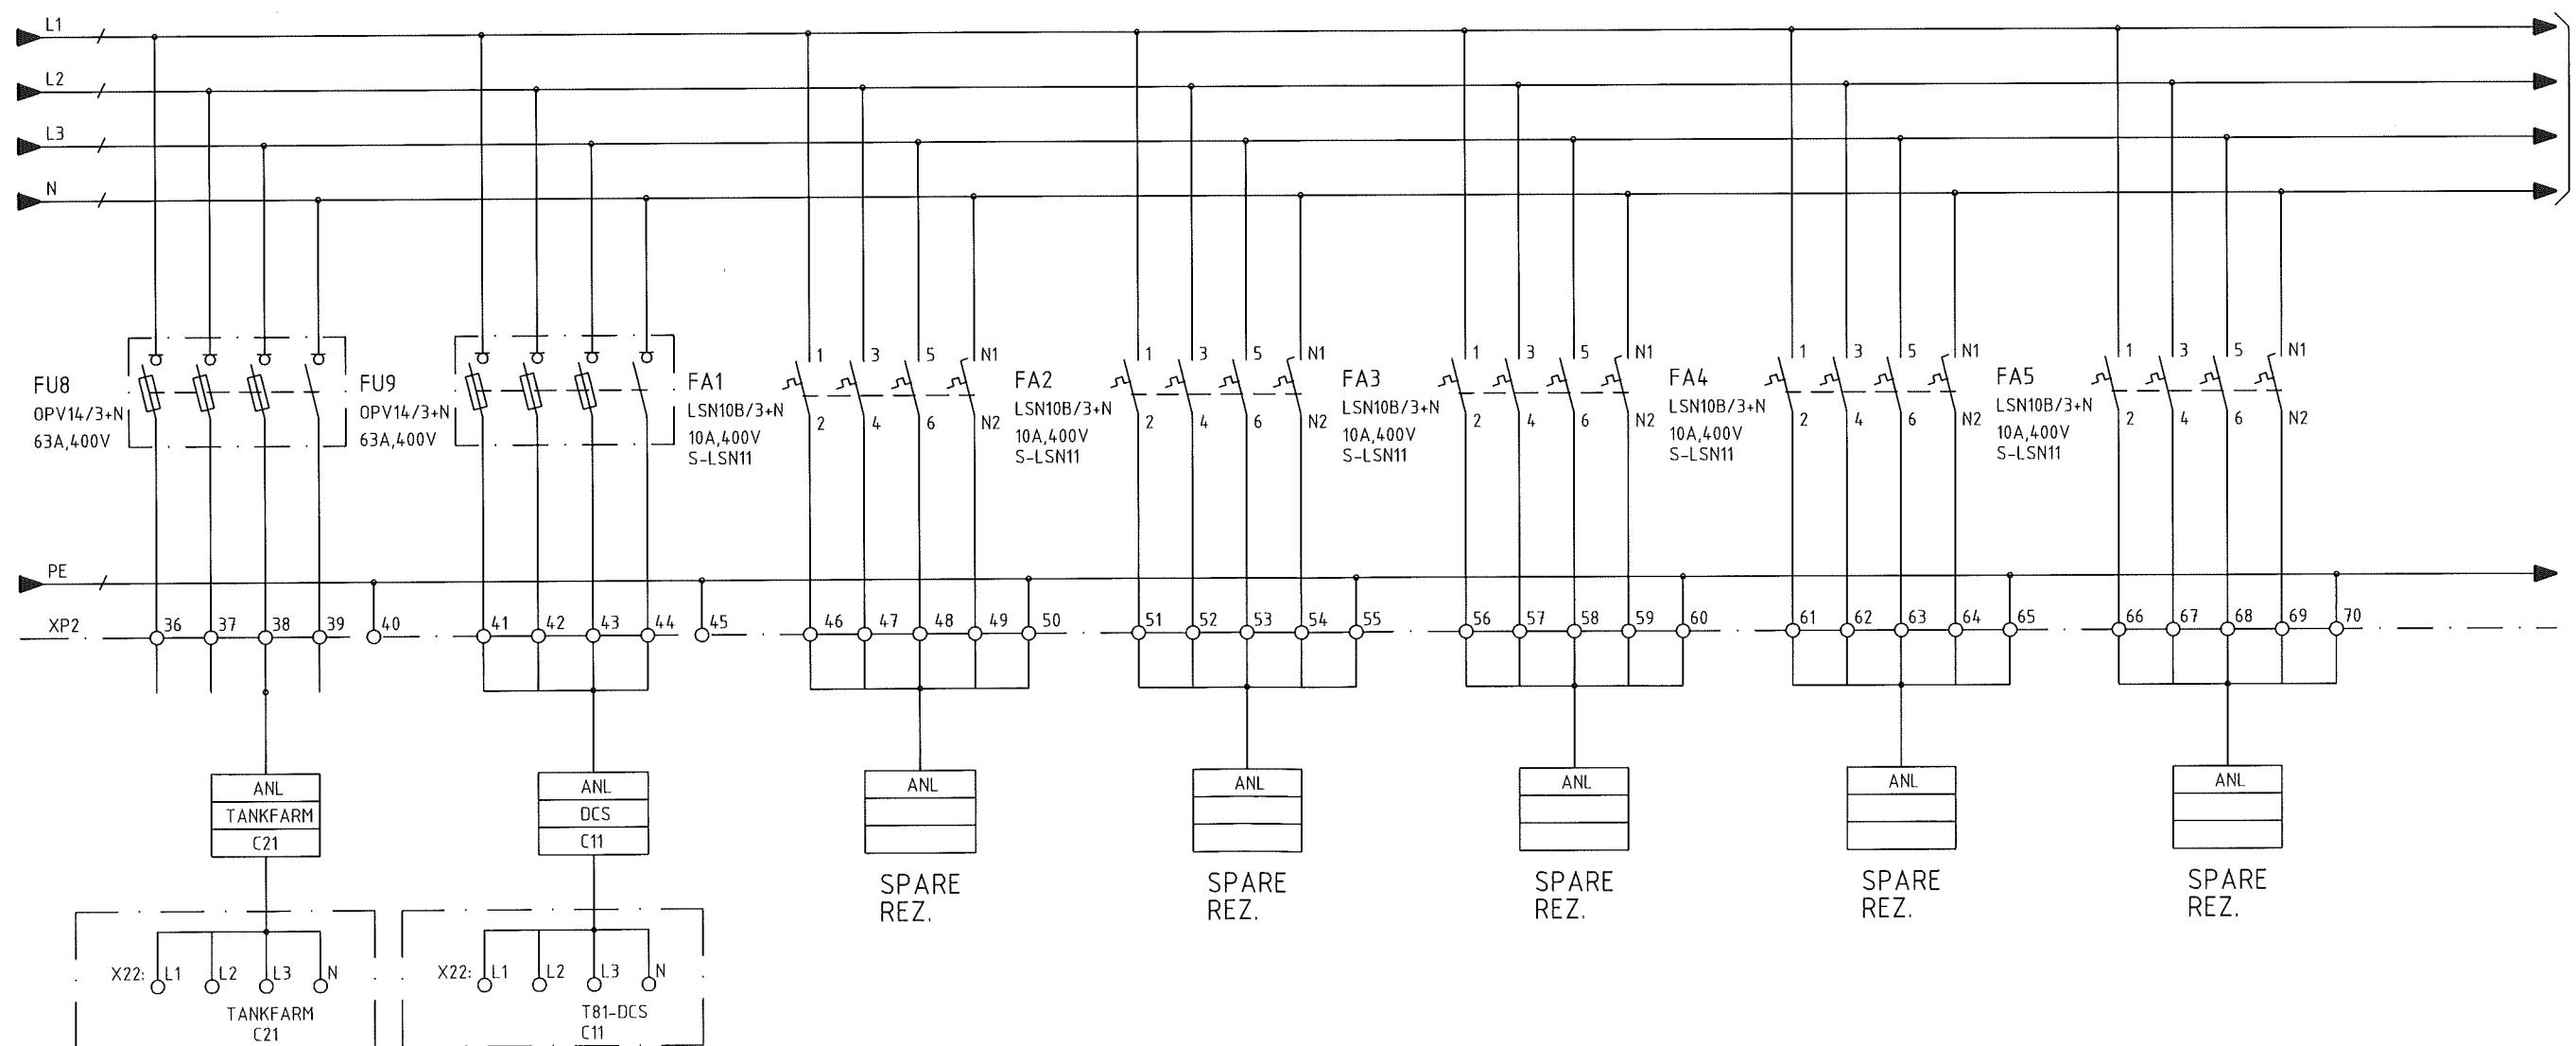 L1
L2
L3
N
FU8
OPV14/3+N
63A,400V
FU9
OPV14/3+N
63A,400V
FA1
LSN10B/3+N
10A,400V
S-LSN11
1 3 5 N1
2 4 6 N2
FA2
LSN10B/3+N
10A,400V
S-LSN11
1 3 5 N1
2 4 6 N2
FA3
LSN10B/3+N
10A,400V
S-LSN11
1 3 5 N1
2 4 6 N2
FA4
LSN10B/3+N
10A,400V
S-LSN11
1 3 5 N1
2 4 6 N2
FA5
LSN10B/3+N
10A,400V
S-LSN11
1 3 5 N1
2 4 6 N2
PE
XP2 36 37 38 39 40 41 42 43 44 45 46 47 48 49 50 51 52 53 54 55 56 57 58 59 60 61 62 63 64 65 66 67 68 69 70
ANL
TANKFARM
C21
ANL
DCS
C11
ANL
SPARE
REZ.
ANL
SPARE
REZ.
ANL
SPARE
REZ.
ANL
SPARE
REZ.
ANL
SPARE
REZ.
X22: L1 L2 L3 N
TANKFARM
C21
X22: L1 L2 L3 N
T81-DCS
C11